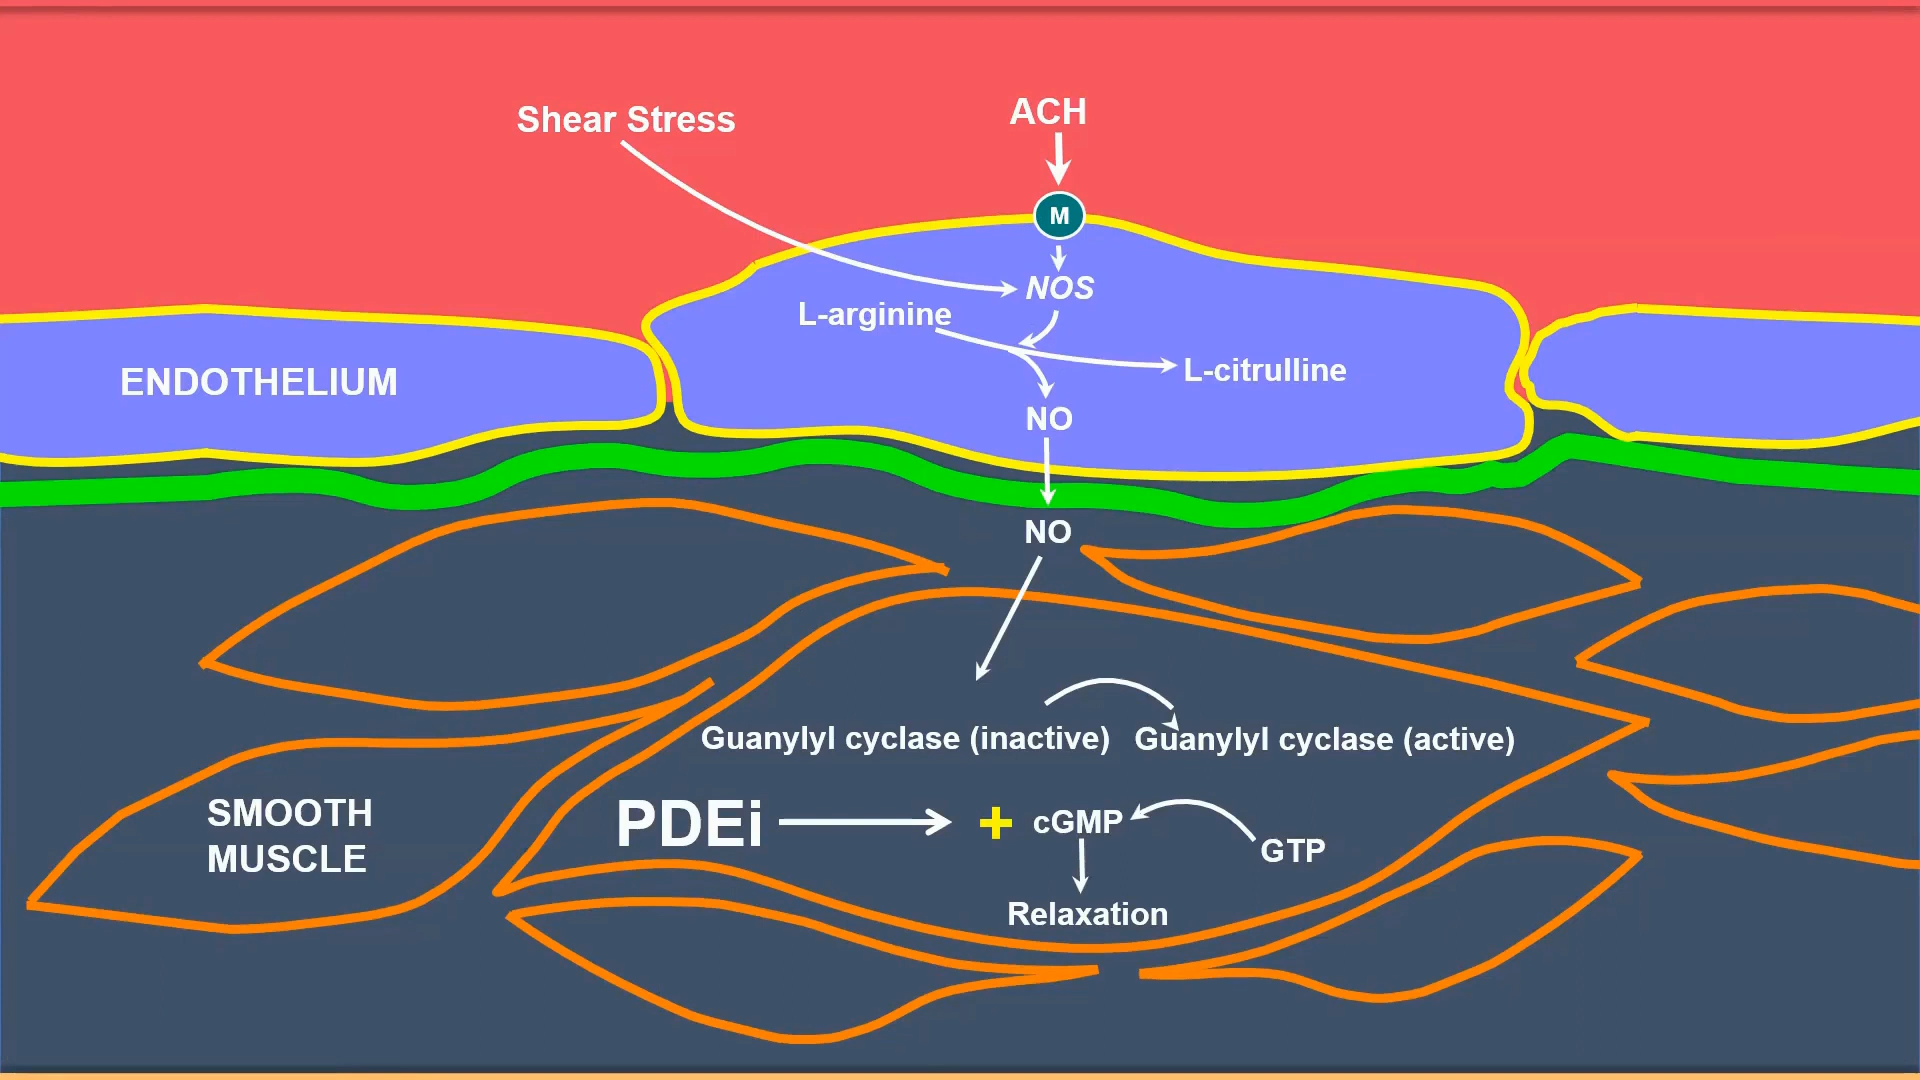 Shear Stress
ACH
M
NOS
L-arginine
L-citrulline
ENDOTHELIUM
NO
NO
Guanylyl cyclase (inactive)
Guanylyl cyclase (active)
SMOOTH
MUSCLE
PDEi
+
cGMP
GTP
Relaxation